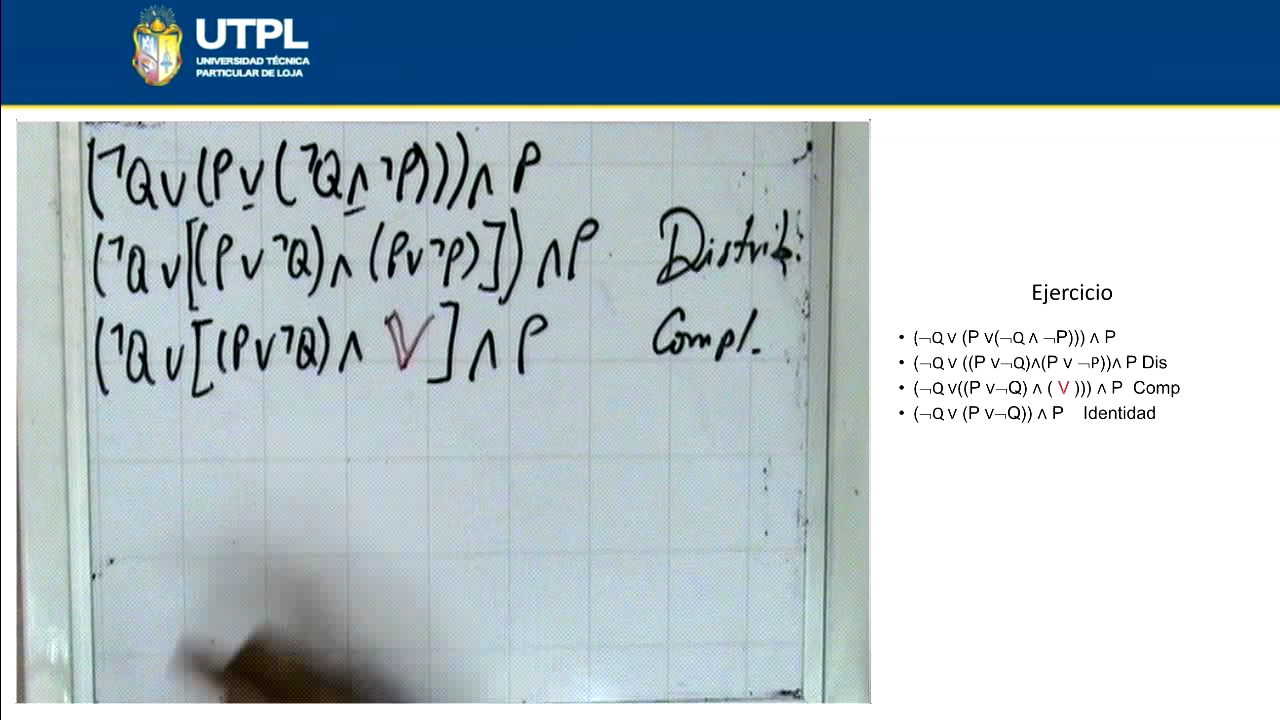 UTPL
UNIVERSIDAD TÉCNICA
PARTICULAR DE LOJA
(¬Q∨(P∨(¬Q∧¬P)))∧P
(¬Q∨[(P∨¬Q)∧(P∨¬P)])∧P Distrib.
(¬Q∨[(P∨¬Q)∧ V ]∧P Compl.
Ejercicio
• (¬Q ∨ (P ∨(¬Q ∧ ¬P))) ∧ P
• (¬Q ∨ ((P ∨¬Q)∧(P ∨ ¬P))∧ P Dis
• (¬Q ∨((P ∨¬Q) ∧ ( V ))) ∧ P Comp
• (¬Q ∨ (P ∨¬Q)) ∧ P Identidad